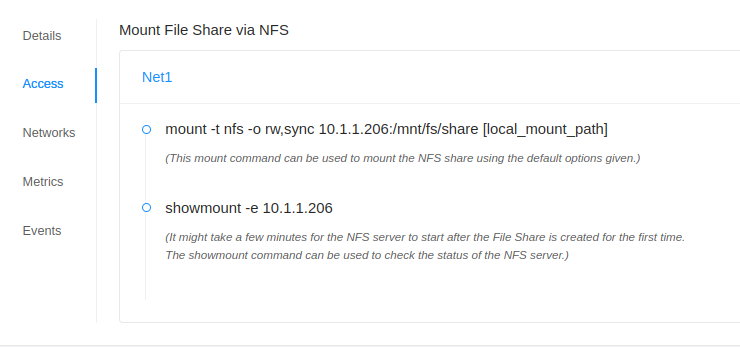 Mount File Share via NFS
Details
Access
Networks
Metrics
Events
Net1
mount -t nfs -o rw,sync 10.1.1.206:/mnt/fs/share [local_mount_path]
(This mount command can be used to mount the NFS share using the default options given.)
showmount -e 10.1.1.206
(It might take a few minutes for the NFS server to start after the File Share is created for the first time.
The showmount command can be used to check the status of the NFS server.)